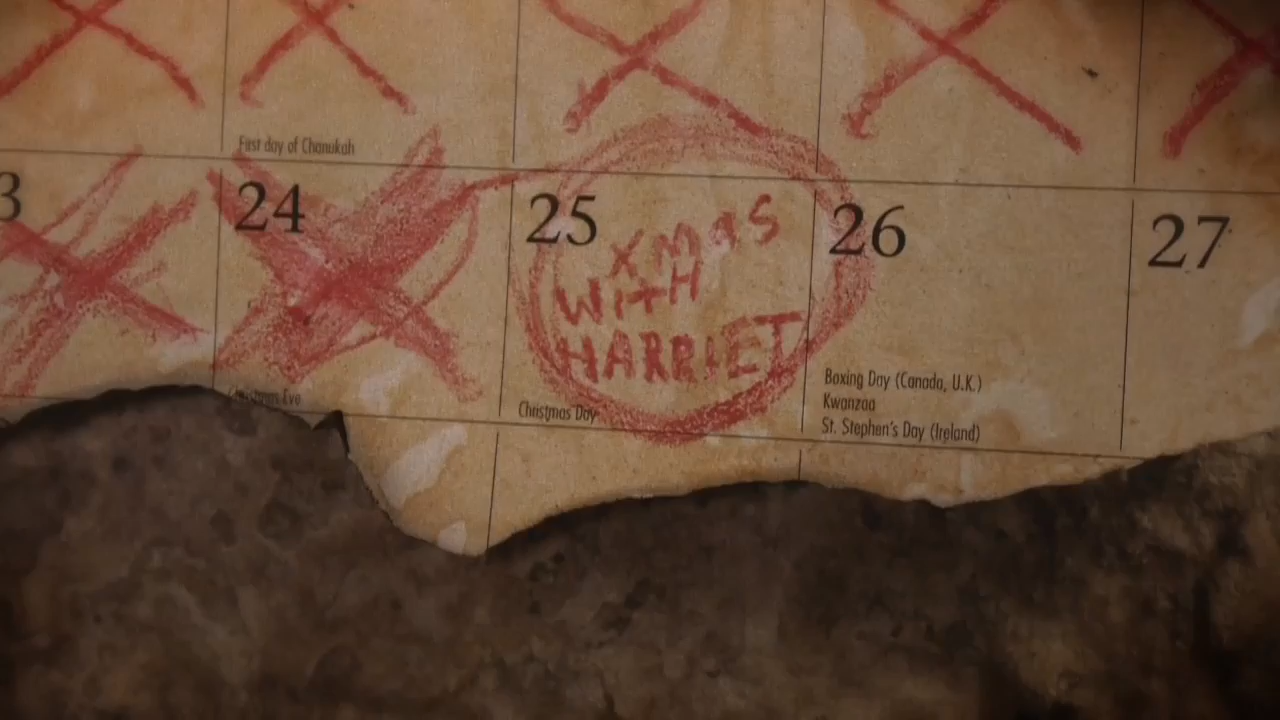 First day of Chanukah
3
24
25
26
27
XMAS
WITH
HARRIET
Christmas Eve
Christmas Day
Boxing Day (Canada, U.K.)
Kwanzaa
St. Stephen's Day (Ireland)